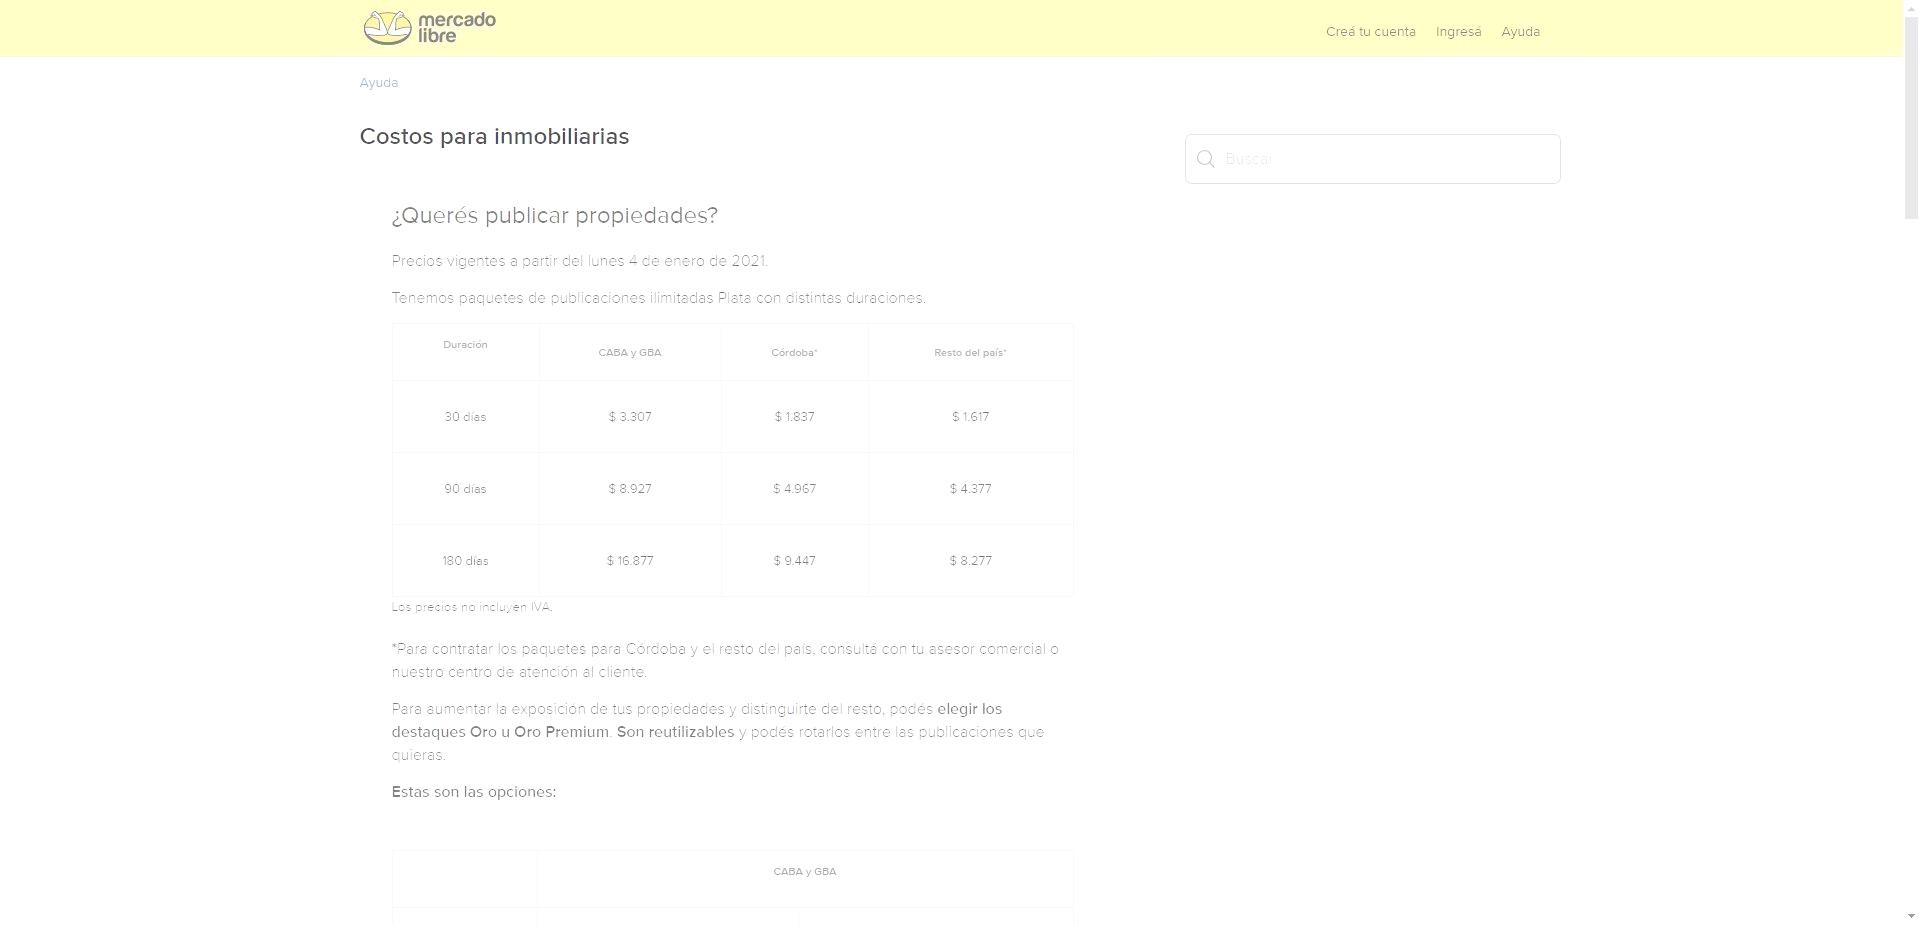 mercado
libre
Creá tu cuenta Ingresá Ayuda
Ayuda
Costos para inmobiliarias
Buscar
¿Querés publicar propiedades?
Precios vigentes a partir del lunes 4 de enero de 2021.
Tenemos paquetes de publicaciones ilimitadas Plata con distintas duraciones.
Duración CABA y GBA Córdoba* Resto del país*
30 días $ 3.307 $ 1.837 $ 1.617
90 días $ 8.927 $ 4.967 $ 4.377
180 días $ 16.877 $ 9.447 $ 8.277
Los precios no incluyen IVA.
*Para contratar los paquetes para Córdoba y el resto del país, consultá con tu asesor comercial o
nuestro centro de atención al cliente.
Para aumentar la exposición de tus propiedades y distinguirte del resto, podés elegir los
destaques Oro u Oro Premium. Son reutilizables y podés rotarlos entre las publicaciones que
quieras.
Estas son las opciones:
CABA y GBA